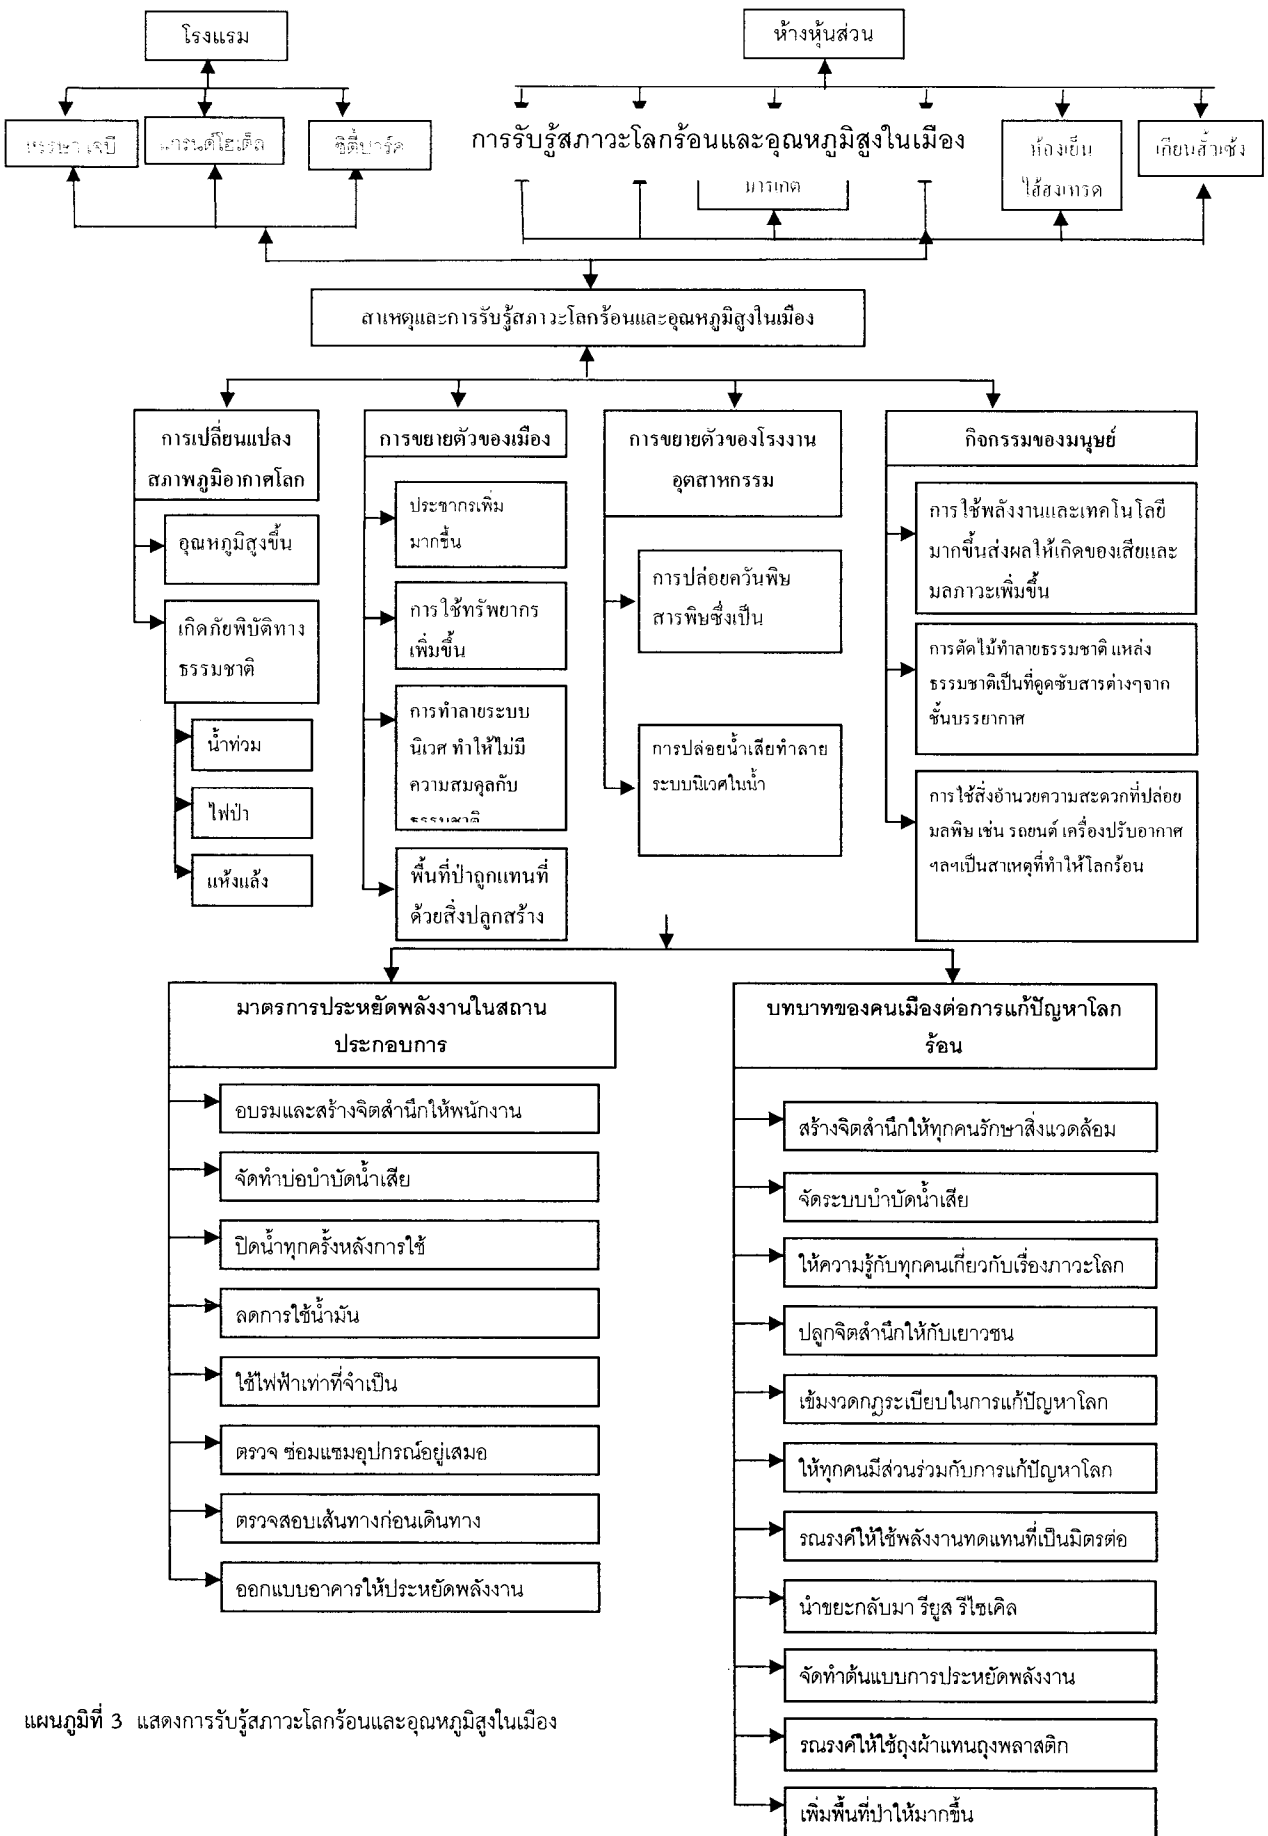 โรงแรม
ห้างหุ้นส่วน
หรรษา เจบี
แกรนด์โฮเต็ล
ซิตี้ปาร์ค
การรับรู้สภาวะโลกร้อนและอุณหภูมิสูงในเมือง
มาร์เก็ต
ห้องเย็น
เกียนฮั้วเซ้ง
สาเหตุและการรับรู้สภาวะโลกร้อนและอุณหภูมิสูงในเมือง
การเปลี่ยนแปลง
สภาพภูมิอากาศโลก
การขยายตัวของเมือง
การขยายตัวของโรงงาน
อุตสาหกรรม
กิจกรรมของมนุษย์
อุณหภูมิสูงขึ้น
เกิดภัยพิบัติทาง
ธรรมชาติ
น้ำท่วม
ไฟป่า
แห้งแล้ง
ประชากรเพิ่ม
มากขึ้น
การใช้ทรัพยากร
เพิ่มขึ้น
การทำลายระบบ
นิเวศ ทำให้ไม่มี
ความสมดุลกับ
ธรรมชาติ
พื้นที่ป่าถูกแทนที่
ด้วยสิ่งปลูกสร้าง
การปล่อยควันพิษ
สารพิษซึ่งเป็น
การปล่อยน้ำเสียทำลาย
ระบบนิเวศในน้ำ
การใช้พลังงานและเทคโนโลยี
มากขึ้นส่งผลให้เกิดของเสียและ
มลภาวะเพิ่มขึ้น
การตัดไม้ทำลายธรรมชาติ แหล่ง
ธรรมชาติเป็นที่ดูดซับสารต่างๆจาก
ชั้นบรรยากาศ
การใช้สิ่งอำนวยความสะดวกที่ปล่อย
มลพิษ เช่น รถยนต์ เครื่องปรับอากาศ
ฯลฯเป็นสาเหตุที่ทำให้โลกร้อน
มาตรการประหยัดพลังงานในสถาน
ประกอบการ
อบรมและสร้างจิตสำนึกให้พนักงาน
จัดทำบ่อบำบัดน้ำเสีย
ปิดน้ำทุกครั้งหลังการใช้
ลดการใช้น้ำมัน
ใช้ไฟฟ้าเท่าที่จำเป็น
ตรวจ ซ่อมแซมอุปกรณ์อยู่เสมอ
ตรวจสอบเส้นทางก่อนเดินทาง
ออกแบบอาคารให้ประหยัดพลังงาน
บทบาทของคนเมืองต่อการแก้ปัญหาโลก
ร้อน
สร้างจิตสำนึกให้ทุกคนรักษาสิ่งแวดล้อม
จัดระบบบำบัดน้ำเสีย
ให้ความรู้กับทุกคนเกี่ยวกับเรื่องภาวะโลก
ปลูกจิตสำนึกให้กับเยาวชน
เข้มงวดกฎระเบียบในการแก้ปัญหาโลก
ให้ทุกคนมีส่วนร่วมกับการแก้ปัญหาโลก
รณรงค์ให้ใช้พลังงานทดแทนที่เป็นมิตรต่อ
นำขยะกลับมา รียูส รีไซเคิล
จัดทำต้นแบบการประหยัดพลังงาน
รณรงค์ให้ใช้ถุงผ้าแทนถุงพลาสติก
เพิ่มพื้นที่ป่าให้มากขึ้น
แผนภูมิที่ 3 แสดงการรับรู้สภาวะโลกร้อนและอุณหภูมิสูงในเมือง